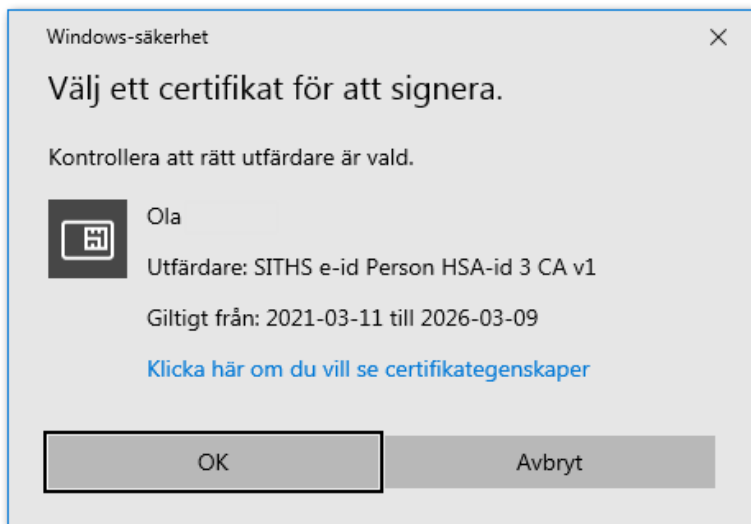 Windows-säkerhet
Välj ett certifikat för att signera.
Kontrollera att rätt utfärdare är vald.
Ola
Utfärdare: SITHS e-id Person HSA-id 3 CA v1
Giltigt från: 2021-03-11 till 2026-03-09
Klicka här om du vill se certifikategenskaper
OK
Avbryt